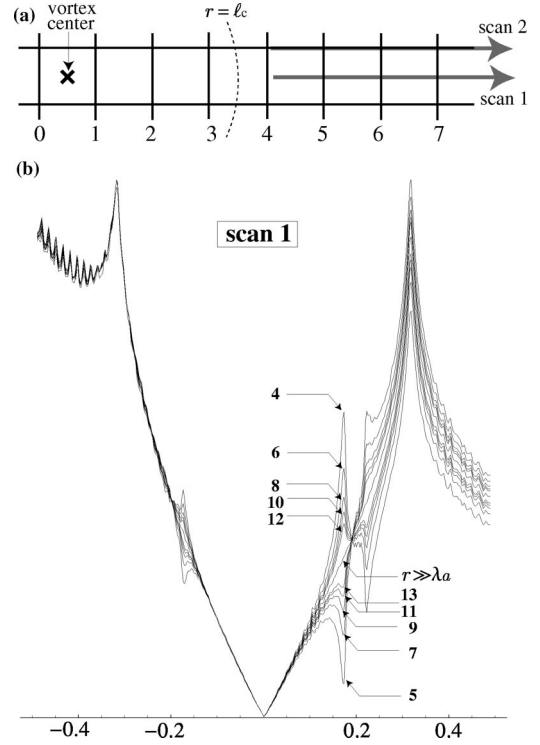 (a)
vortex
center
r = ℓc
scan 2
scan 1
0 1 2 3 4 5 6 7
(b)
scan 1
4
6
8
10
12
r ≫ λa
13
11
9
7
5
−0.4 −0.2 0 0.2 0.4